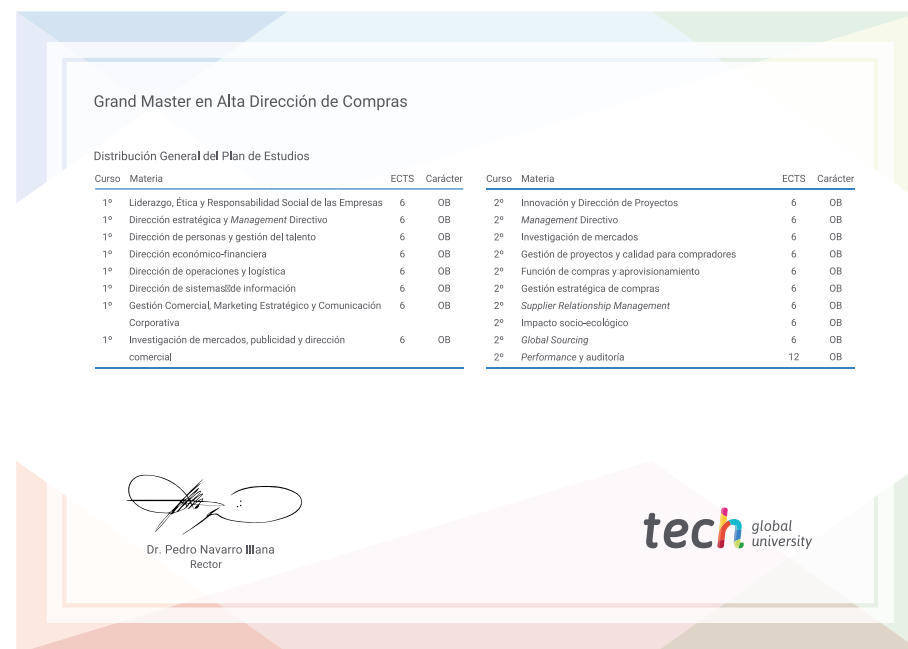 Grand Master en Alta Dirección de Compras
Distribución General del Plan de Estudios
Curso Materia ECTS Carácter
1º Liderazgo, Ética y Responsabilidad Social de las Empresas 6 OB
1º Dirección estratégica y Management Directivo 6 OB
1º Dirección de personas y gestión del talento 6 OB
1º Dirección económico-financiera 6 OB
1º Dirección de operaciones y logística 6 OB
1º Dirección de sistemas de información 6 OB
1º Gestión Comercial, Marketing Estratégico y Comunicación 6 OB
Corporativa
1º Investigación de mercados, publicidad y dirección 6 OB
comercial
Curso Materia ECTS Carácter
2º Innovación y Dirección de Proyectos 6 OB
2º Management Directivo 6 OB
2º Investigación de mercados 6 OB
2º Gestión de proyectos y calidad para compradores 6 OB
2º Función de compras y aprovisionamiento 6 OB
2º Gestión estratégica de compras 6 OB
2º Supplier Relationship Management 6 OB
2º Impacto socio-ecológico 6 OB
2º Global Sourcing 6 OB
2º Performance y auditoría 12 OB
Dr. Pedro Navarro Illana
Rector
tech global
university